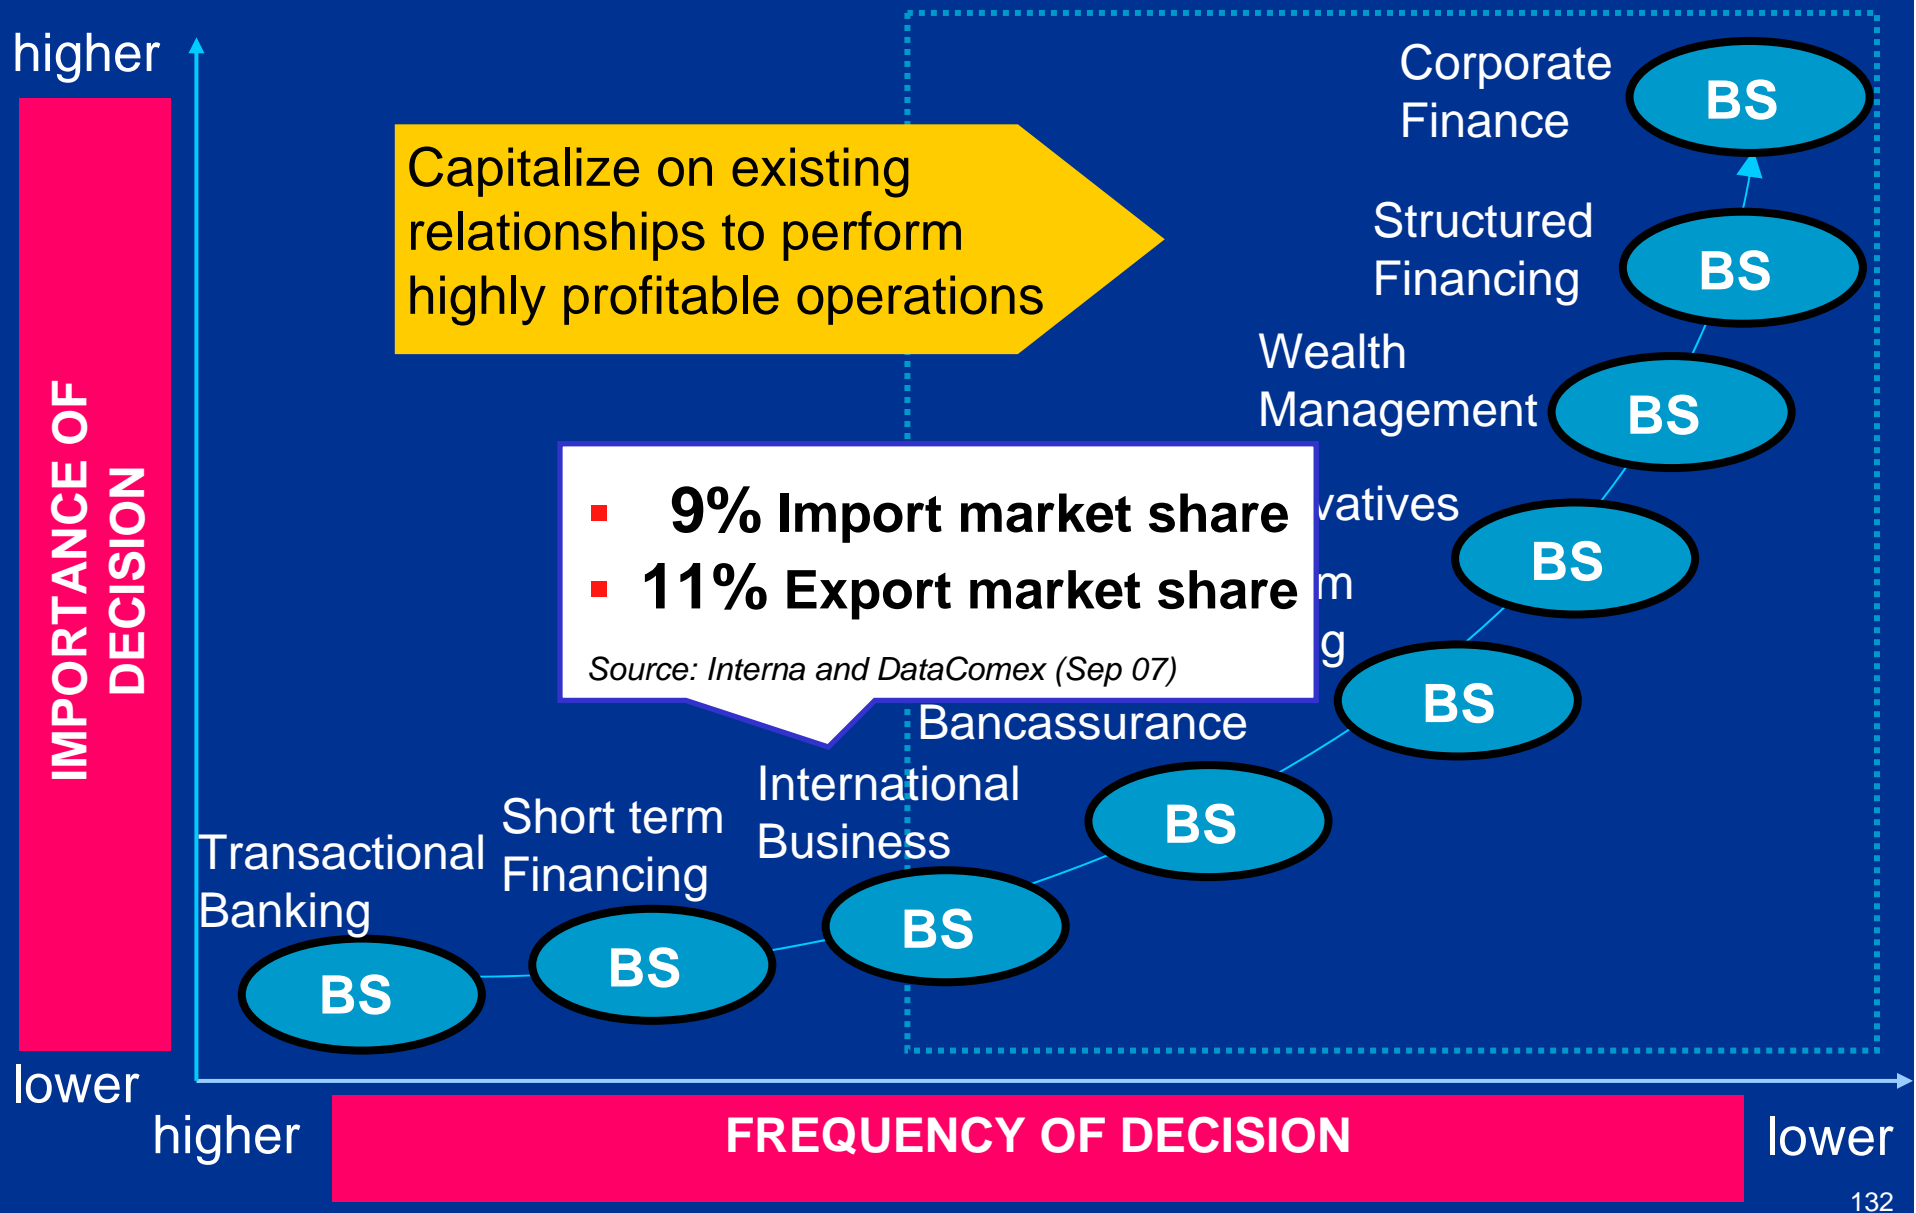 higher
Corporate
Finance
BS
Capitalize on existing
relationships to perform
highly profitable operations
Structured
Financing
BS
Wealth
Management
BS
IMPORTANCE OF
DECISION
▪ 9% Import market share
▪ 11% Export market share
Source: Interna and DataComex (Sep 07)
vatives
BS
m
g
BS
Bancassurance
BS
International
Business
BS
Short term
Financing
BS
Transactional
Banking
BS
lower
higher
FREQUENCY OF DECISION
lower
132